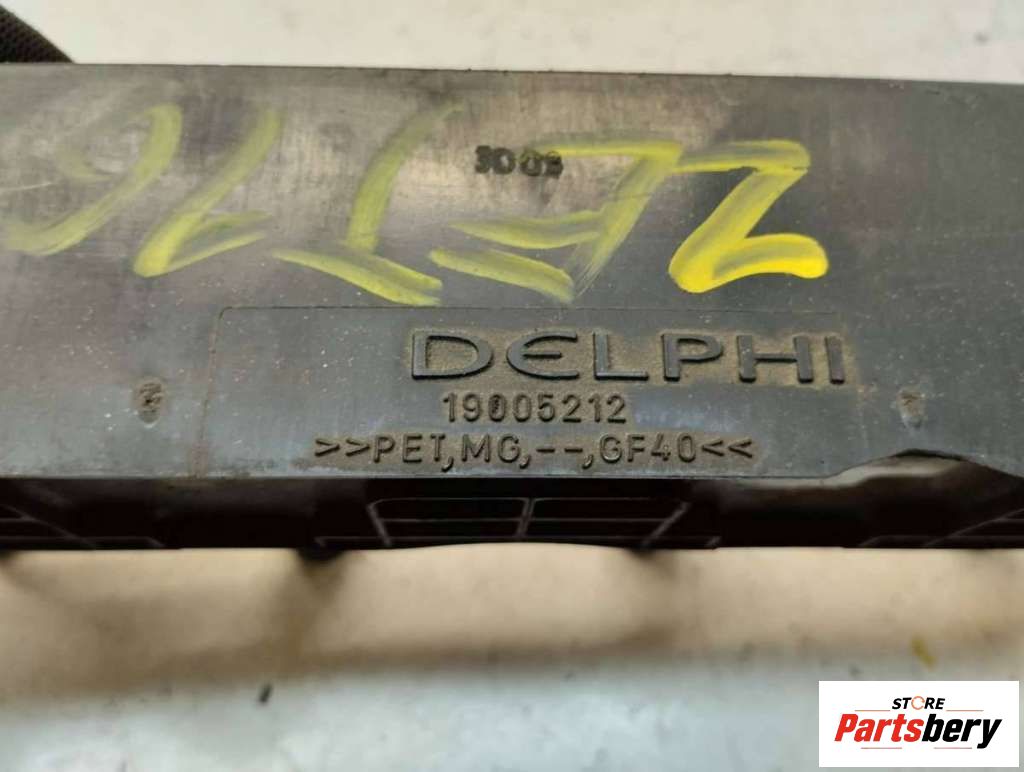 DELPHI
19005212
>>PET,MG,--,GF40<<
STORE
Partsbery